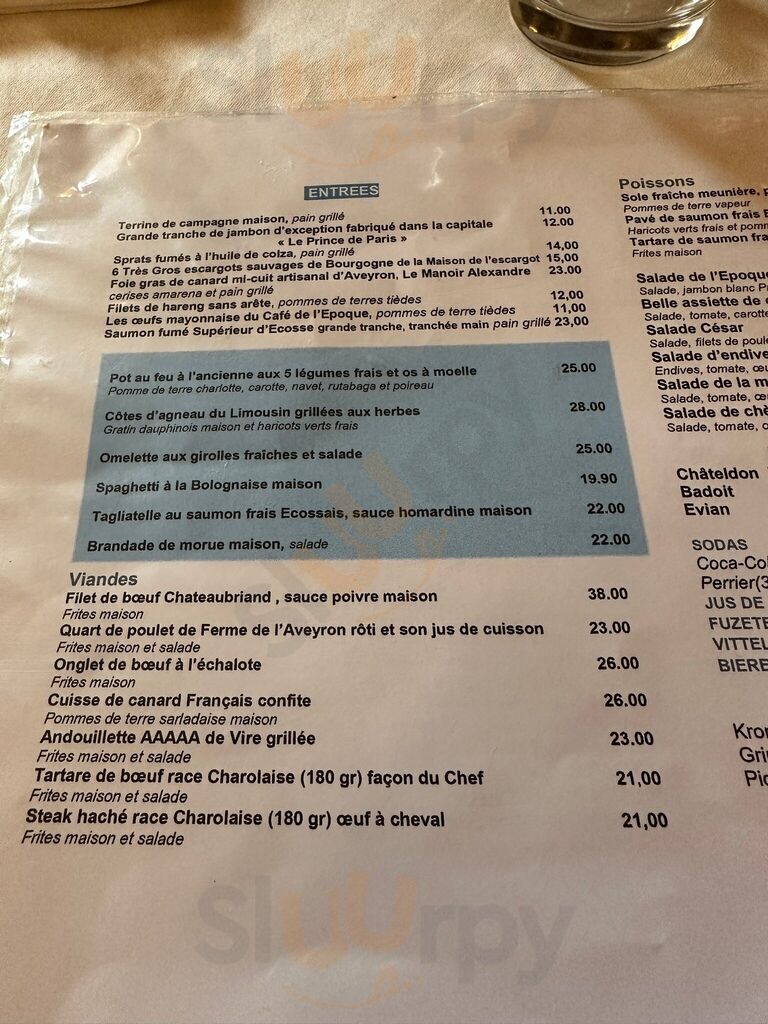 ENTREES
Terrine de campagne maison, pain grillé 11.00
Grande tranche de jambon d'exception fabriqué dans la capitale 12.00
« Le Prince de Paris »
Sprats fumés à l'huile de colza, pain grillé 14,00
6 Très Gros escargots sauvages de Bourgogne de la Maison de l'escargot 15,00
Foie gras de canard mi-cuit artisanal d'Aveyron, Le Manoir Alexandre 23.00
cerises amarena et pain grillé
Filets de hareng sans arête, pommes de terres tièdes 12,00
Les œufs mayonnaise du Café de l'Epoque, pommes de terre tièdes 11,00
Saumon fumé Supérieur d'Ecosse grande tranche, tranchée main pain grillé 23,00
Pot au feu à l'ancienne aux 5 légumes frais et os à moelle 25.00
Pomme de terre charlotte, carotte, navet, rutabaga et poireau
Côtes d'agneau du Limousin grillées aux herbes 28.00
Gratin dauphinois maison et haricots verts frais
Omelette aux girolles fraîches et salade 25.00
Spaghetti à la Bolognaise maison 19.90
Tagliatelle au saumon frais Ecossais, sauce homardine maison 22.00
Brandade de morue maison, salade 22.00
Viandes
Filet de bœuf Chateaubriand , sauce poivre maison 38.00
Frites maison
Quart de poulet de Ferme de l'Aveyron rôti et son jus de cuisson 23.00
Frites maison et salade
Onglet de bœuf à l'échalote 26.00
Frites maison
Cuisse de canard Français confite 26.00
Pommes de terre sarladaise maison
Andouillette AAAAA de Vire grillée 23.00
Frites maison et salade
Tartare de bœuf race Charolaise (180 gr) façon du Chef 21,00
Frites maison et salade
Steak haché race Charolaise (180 gr) œuf à cheval 21,00
Frites maison et salade
Poissons
Sole fraîche meunière,
Pommes de terre vapeur
Pavé de saumon frais
Haricots verts frais et
Tartare de saumon
Frites maison
Salade de l'Epoque
Salade, jambon blanc
Belle assiette de
Salade, tomate,
Salade César
Salade, filets de
Salade
Endives, tomate,
Salade de la
Salade, tomate,
Salade de
Salade, tomate,
Châteldon
Badoit
Evian
SODAS
Perrier
JUS DE
VITTEL
BIERE
Sluurpy
Sluurpy
Sluurpy